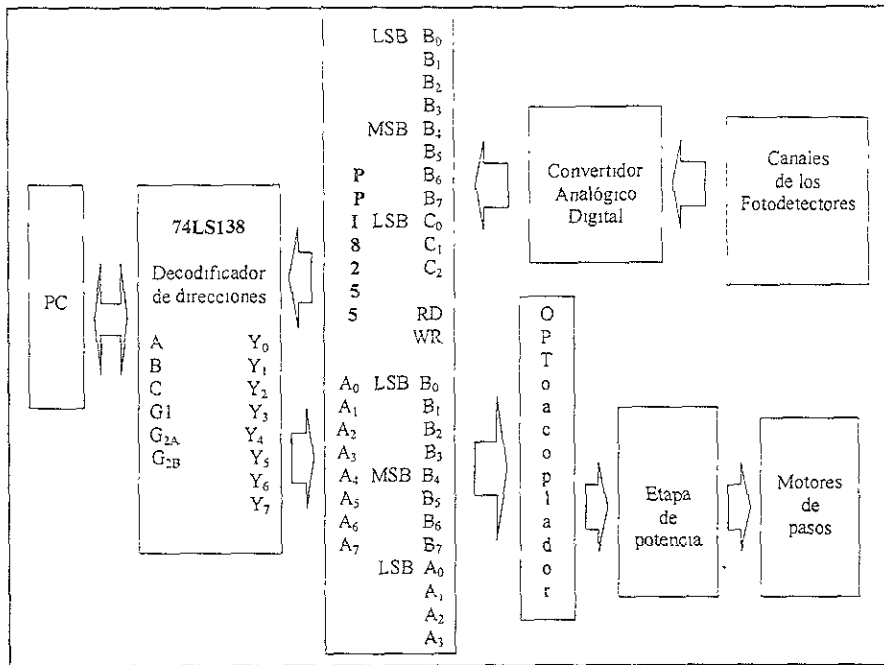 PC
74LS138
Decodificador
de direcciones
A Y₀
B Y₁
C Y₂
G1 Y₃
G₂A Y₄
G₂B Y₅
Y₆
Y₇
P
P
I
8
2
5
5
LSB B₀
B₁
B₂
B₃
MSB B₄
B₅
B₆
B₇
LSB C₀
C₁
C₂
RD
WR
A₀ LSB B₀
A₁ B₁
A₂ B₂
A₃ B₃
A₄ MSB B₄
A₅ B₅
A₆ B₆
A₇ B₇
LSB A₀
A₁
A₂
A₃
Convertidor
Analógico
Digital
Canaies
de los
Fotodetectores
O
P
T
o
a
c
o
p
l
a
d
o
r
Etapa
de
potencia
Motores
de
pasos